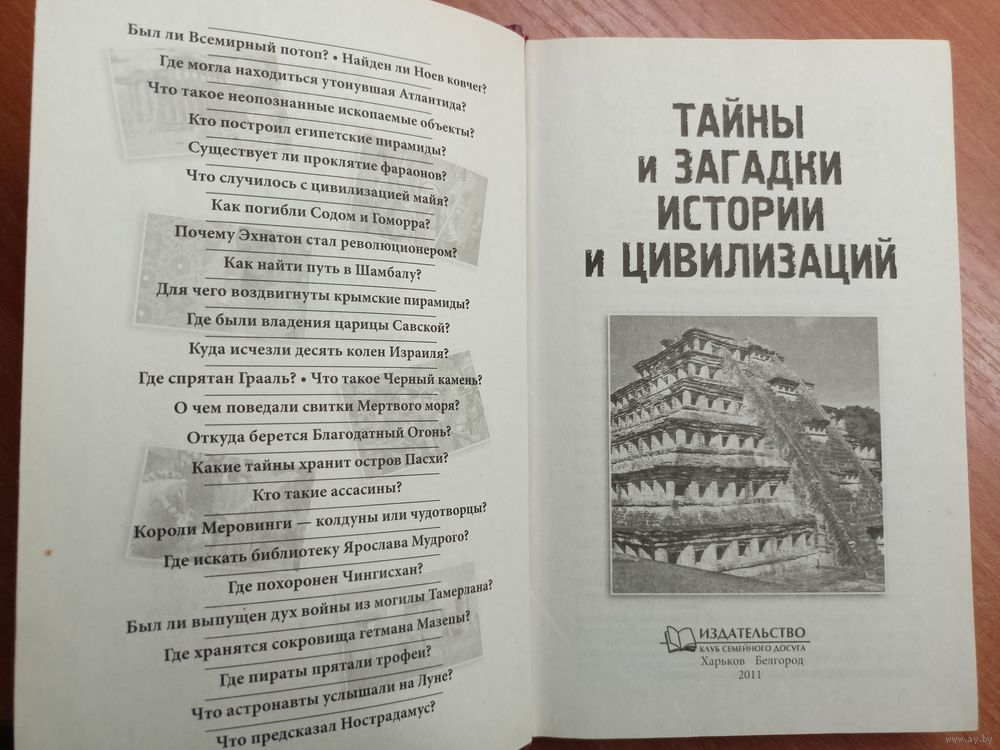 Был ли Всемирный потоп? • Найден ли Ноев ковчег?
Где могла находиться утонувшая Атлантида?
Что такое неопознанные ископаемые объекты?
Кто построил египетские пирамиды?
Существует ли проклятие фараонов?
Что случилось с цивилизацией майя?
Как погибли Содом и Гоморра?
Почему Эхнатон стал революционером?
Как найти путь в Шамбалу?
Для чего воздвигнуты крымские пирамиды?
Где были владения царицы Савской?
Куда исчезли десять колен Израиля?
Где спрятан Грааль? • Что такое Черный камень?
О чем поведали свитки Мертвого моря?
Откуда берется Благодатный Огонь?
Какие тайны хранит остров Пасхи?
Кто такие ассасины?
Короли Меровинги — колдуны или чудотворцы?
Где искать библиотеку Ярослава Мудрого?
Где похоронен Чингисхан?
Был ли выпущен дух войны из могилы Тамерлана?
Где хранятся сокровища гетмана Мазепы?
Где пираты прятали трофеи?
Что астронавты услышали на Луне?
Что предсказал Нострадамус?
ТАЙНЫ
и ЗАГАДКИ
ИСТОРИИ
и ЦИВИЛИЗАЦИЙ
ИЗДАТЕЛЬСТВО
КЛУБ СЕМЕЙНОГО ДОСУГА
Харьков Белгород
2011
www.ay.by